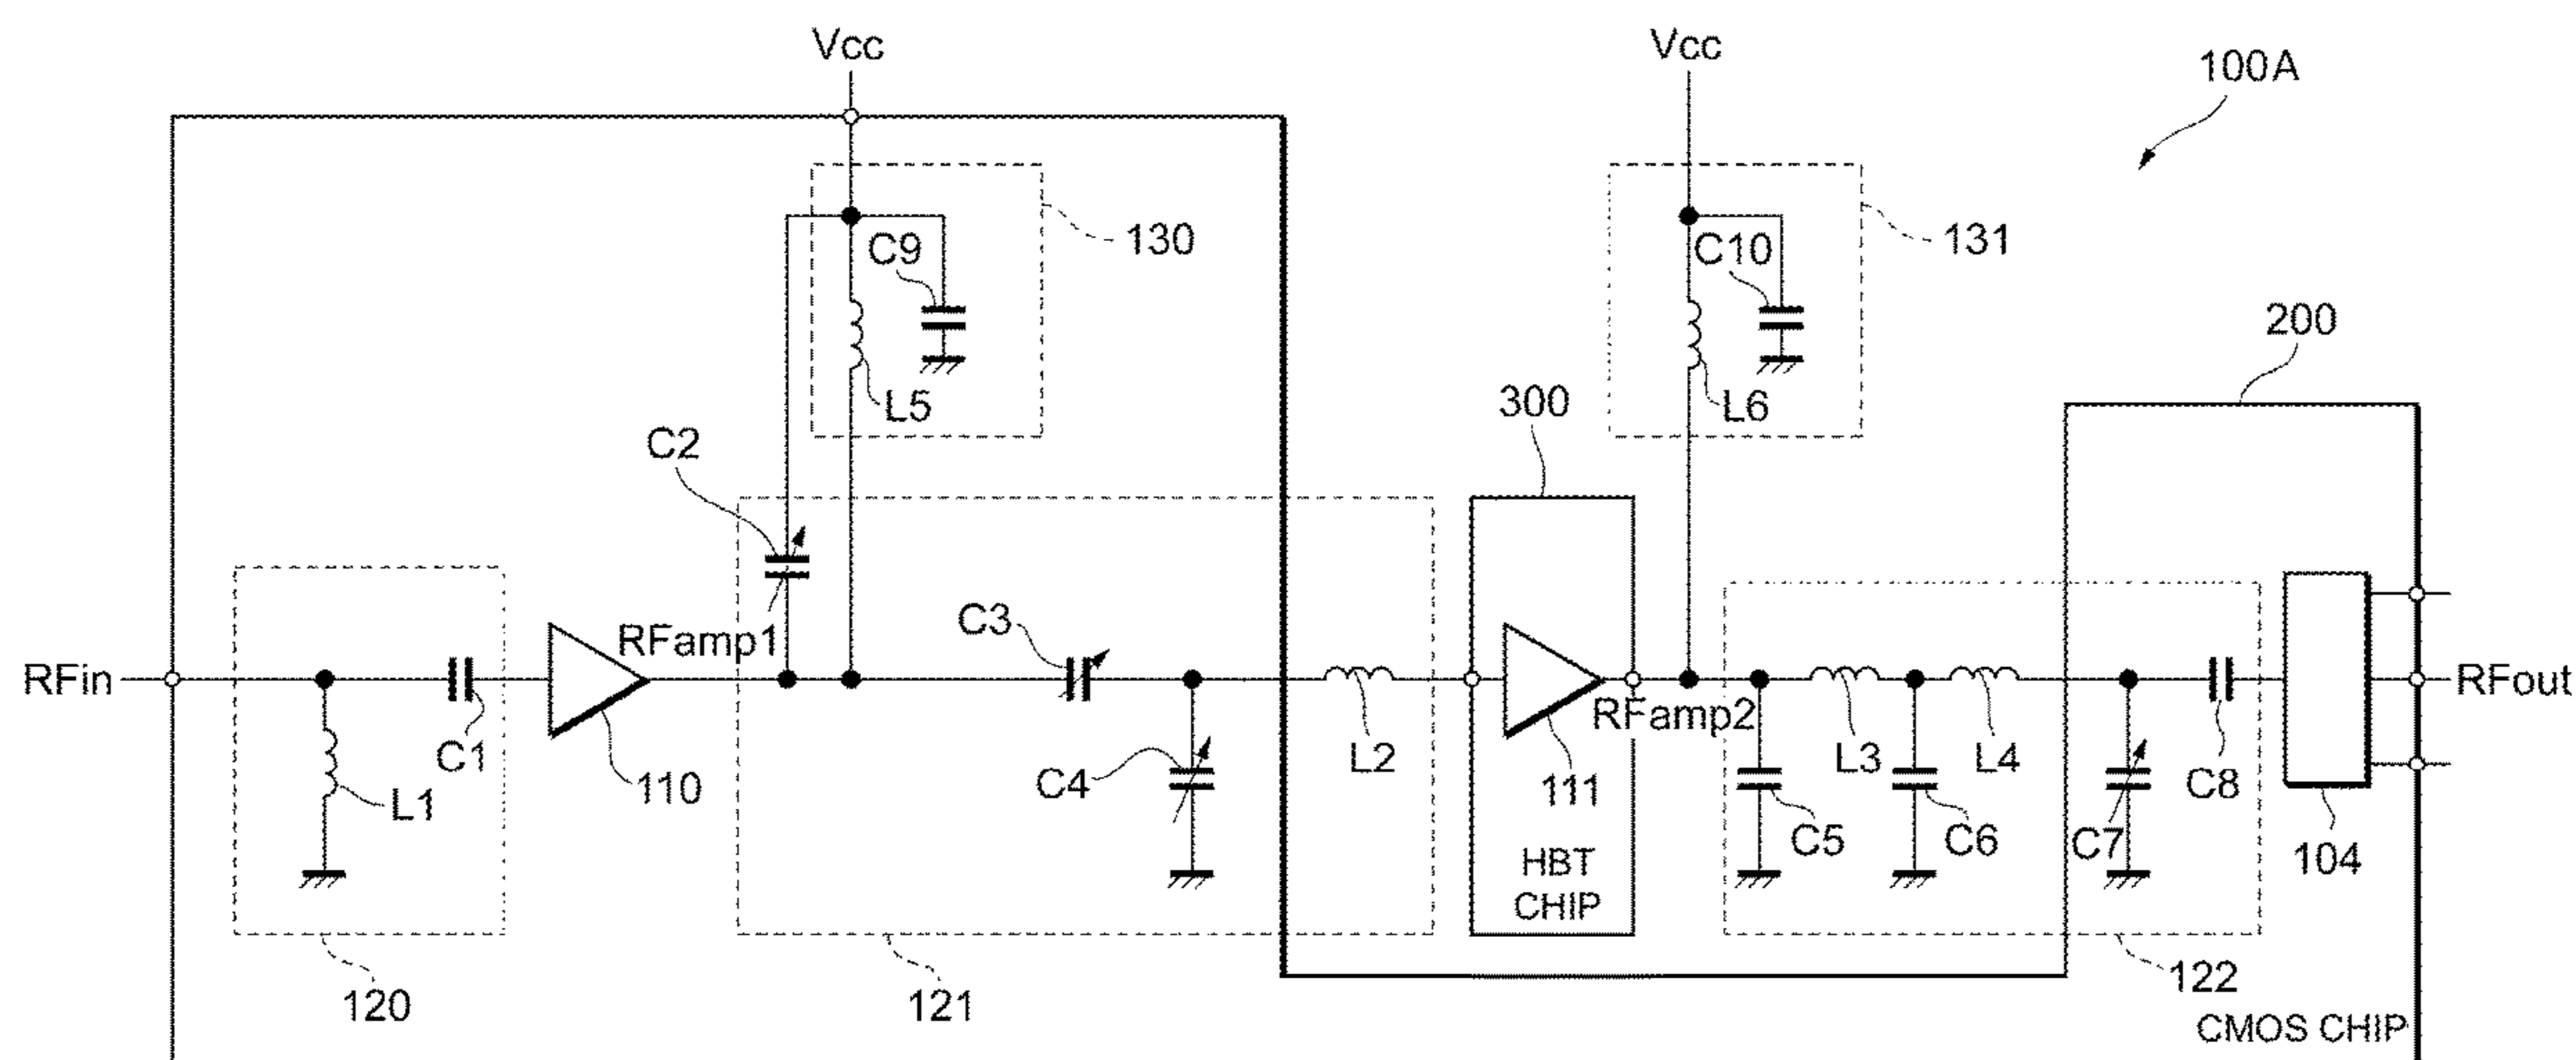 Vcc
Vcc
100A
130
C9
131
C10
200
L5
L6
300
C2
RFamp1
C3
RFin
RFout
RFamp2
C1
L1
110
C4
L2
111
L3
L4
C5
C6
C7
C8
104
HBT
CHIP
120
121
122
CMOS CHIP